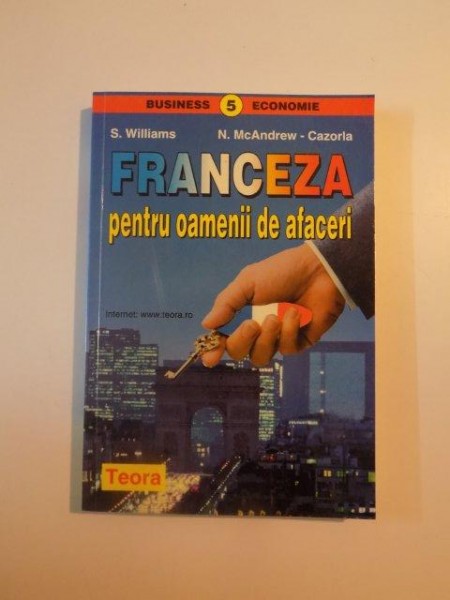 BUSINESS 5 ECONOMIE
S. Williams N. McAndrew - Cazorla
FRANCEZA
pentru oamenii de afaceri
Internet: www.teora.ro
Teora